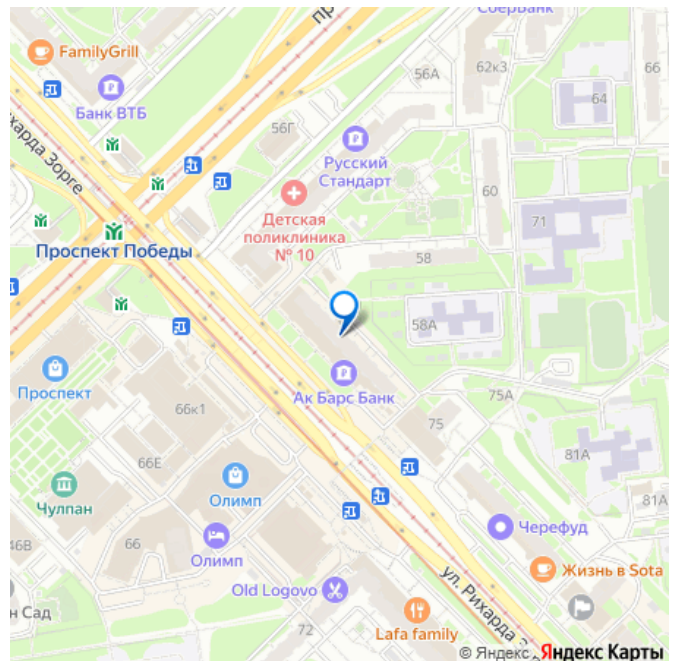 СберБанк
пр
FamilyGrill
62к3
66
56А
Банк ВТБ
64
56Г
Рихарда Зорге
Русский
Стандарт
60
Детская
поликлиника
№ 10
71
Проспект Победы
58
58А
Проспект
Ак Барс Банк
75А
66к1
75
66Е
81А
Олимп
Чулпан
81А
Черефуд
46В
66
Олимп
Жизнь в Sota
Old Logovo
ул. Рихарда З
н Сад
72
Lafa family
© Яндекс
Яндекс Карты